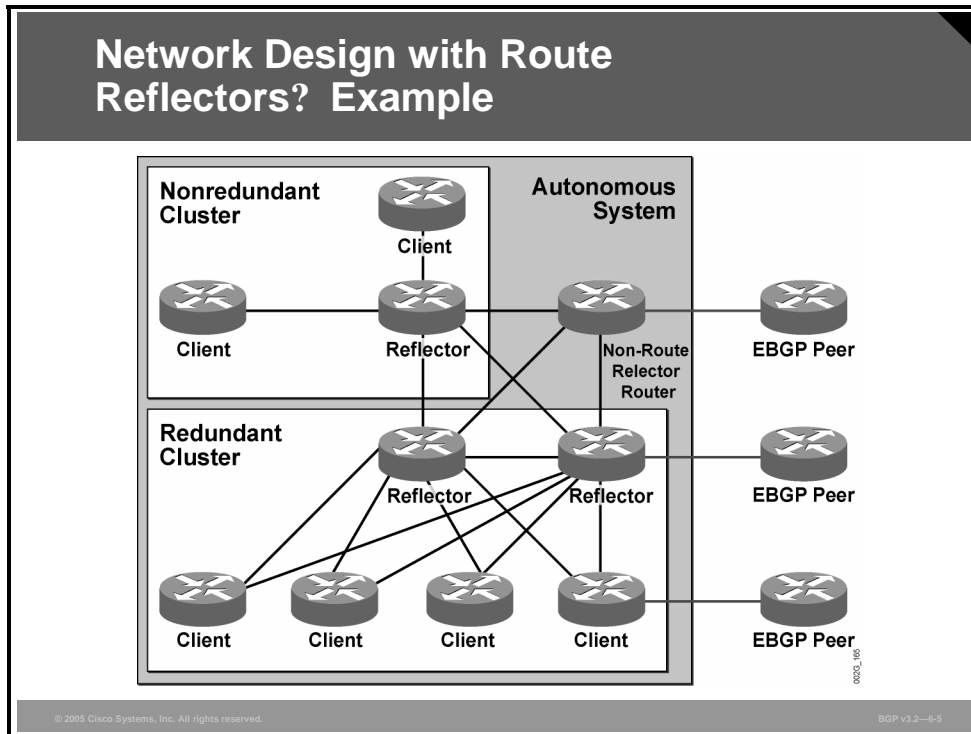 Network Design with Route
Reflectors? Example
Nonredundant
Cluster
Autonomous
System
Client
Client
Reflector
Non-Route
Relector
Router
EBGP Peer
Redundant
Cluster
Reflector
Reflector
EBGP Peer
Client
Client
Client
Client
EBGP Peer
002G_165
© 2005 Cisco Systems, Inc. All rights reserved.
BGP v3.2—6-5